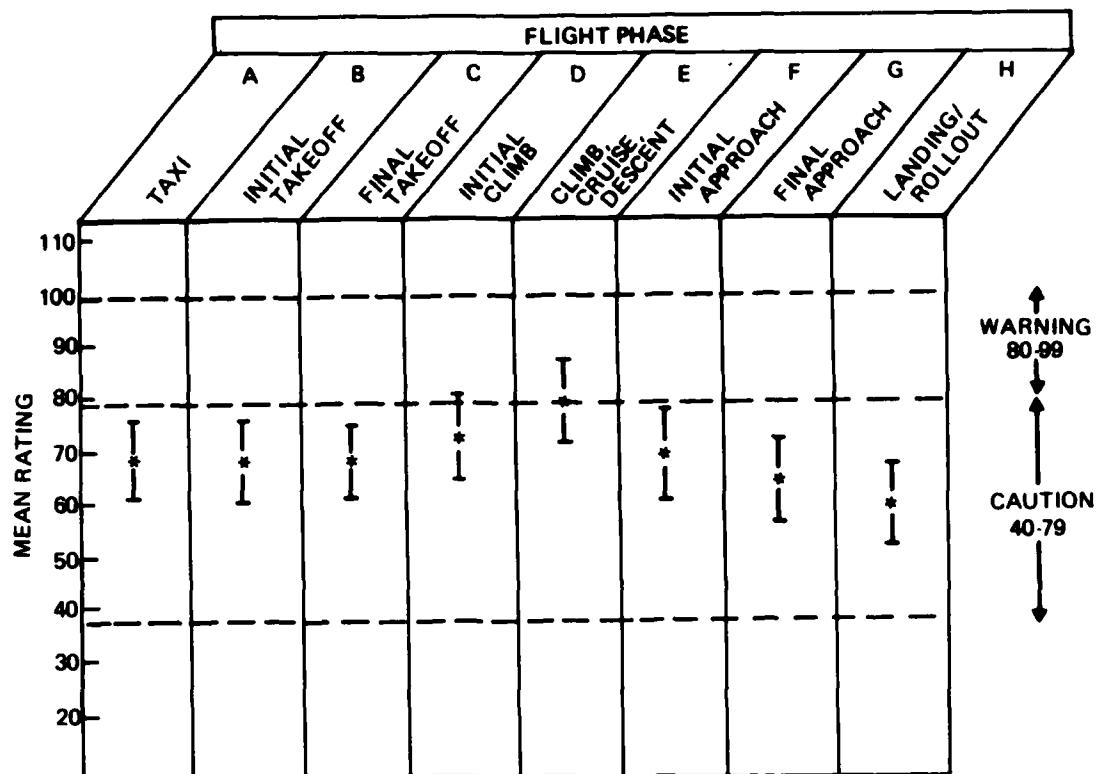 FLIGHT PHASE
A B C D E F G H
TAXI
INITIAL
TAKEOFF
FINAL
TAKEOFF
INITIAL
CLIMB
CLIMB,
CRUISE,
DESCENT
INITIAL
APPROACH
FINAL
APPROACH
LANDING/
ROLLOUT
MEAN RATING
110
100
90
80
70
60
50
40
30
20
WARNING
80-99
CAUTION
40-79